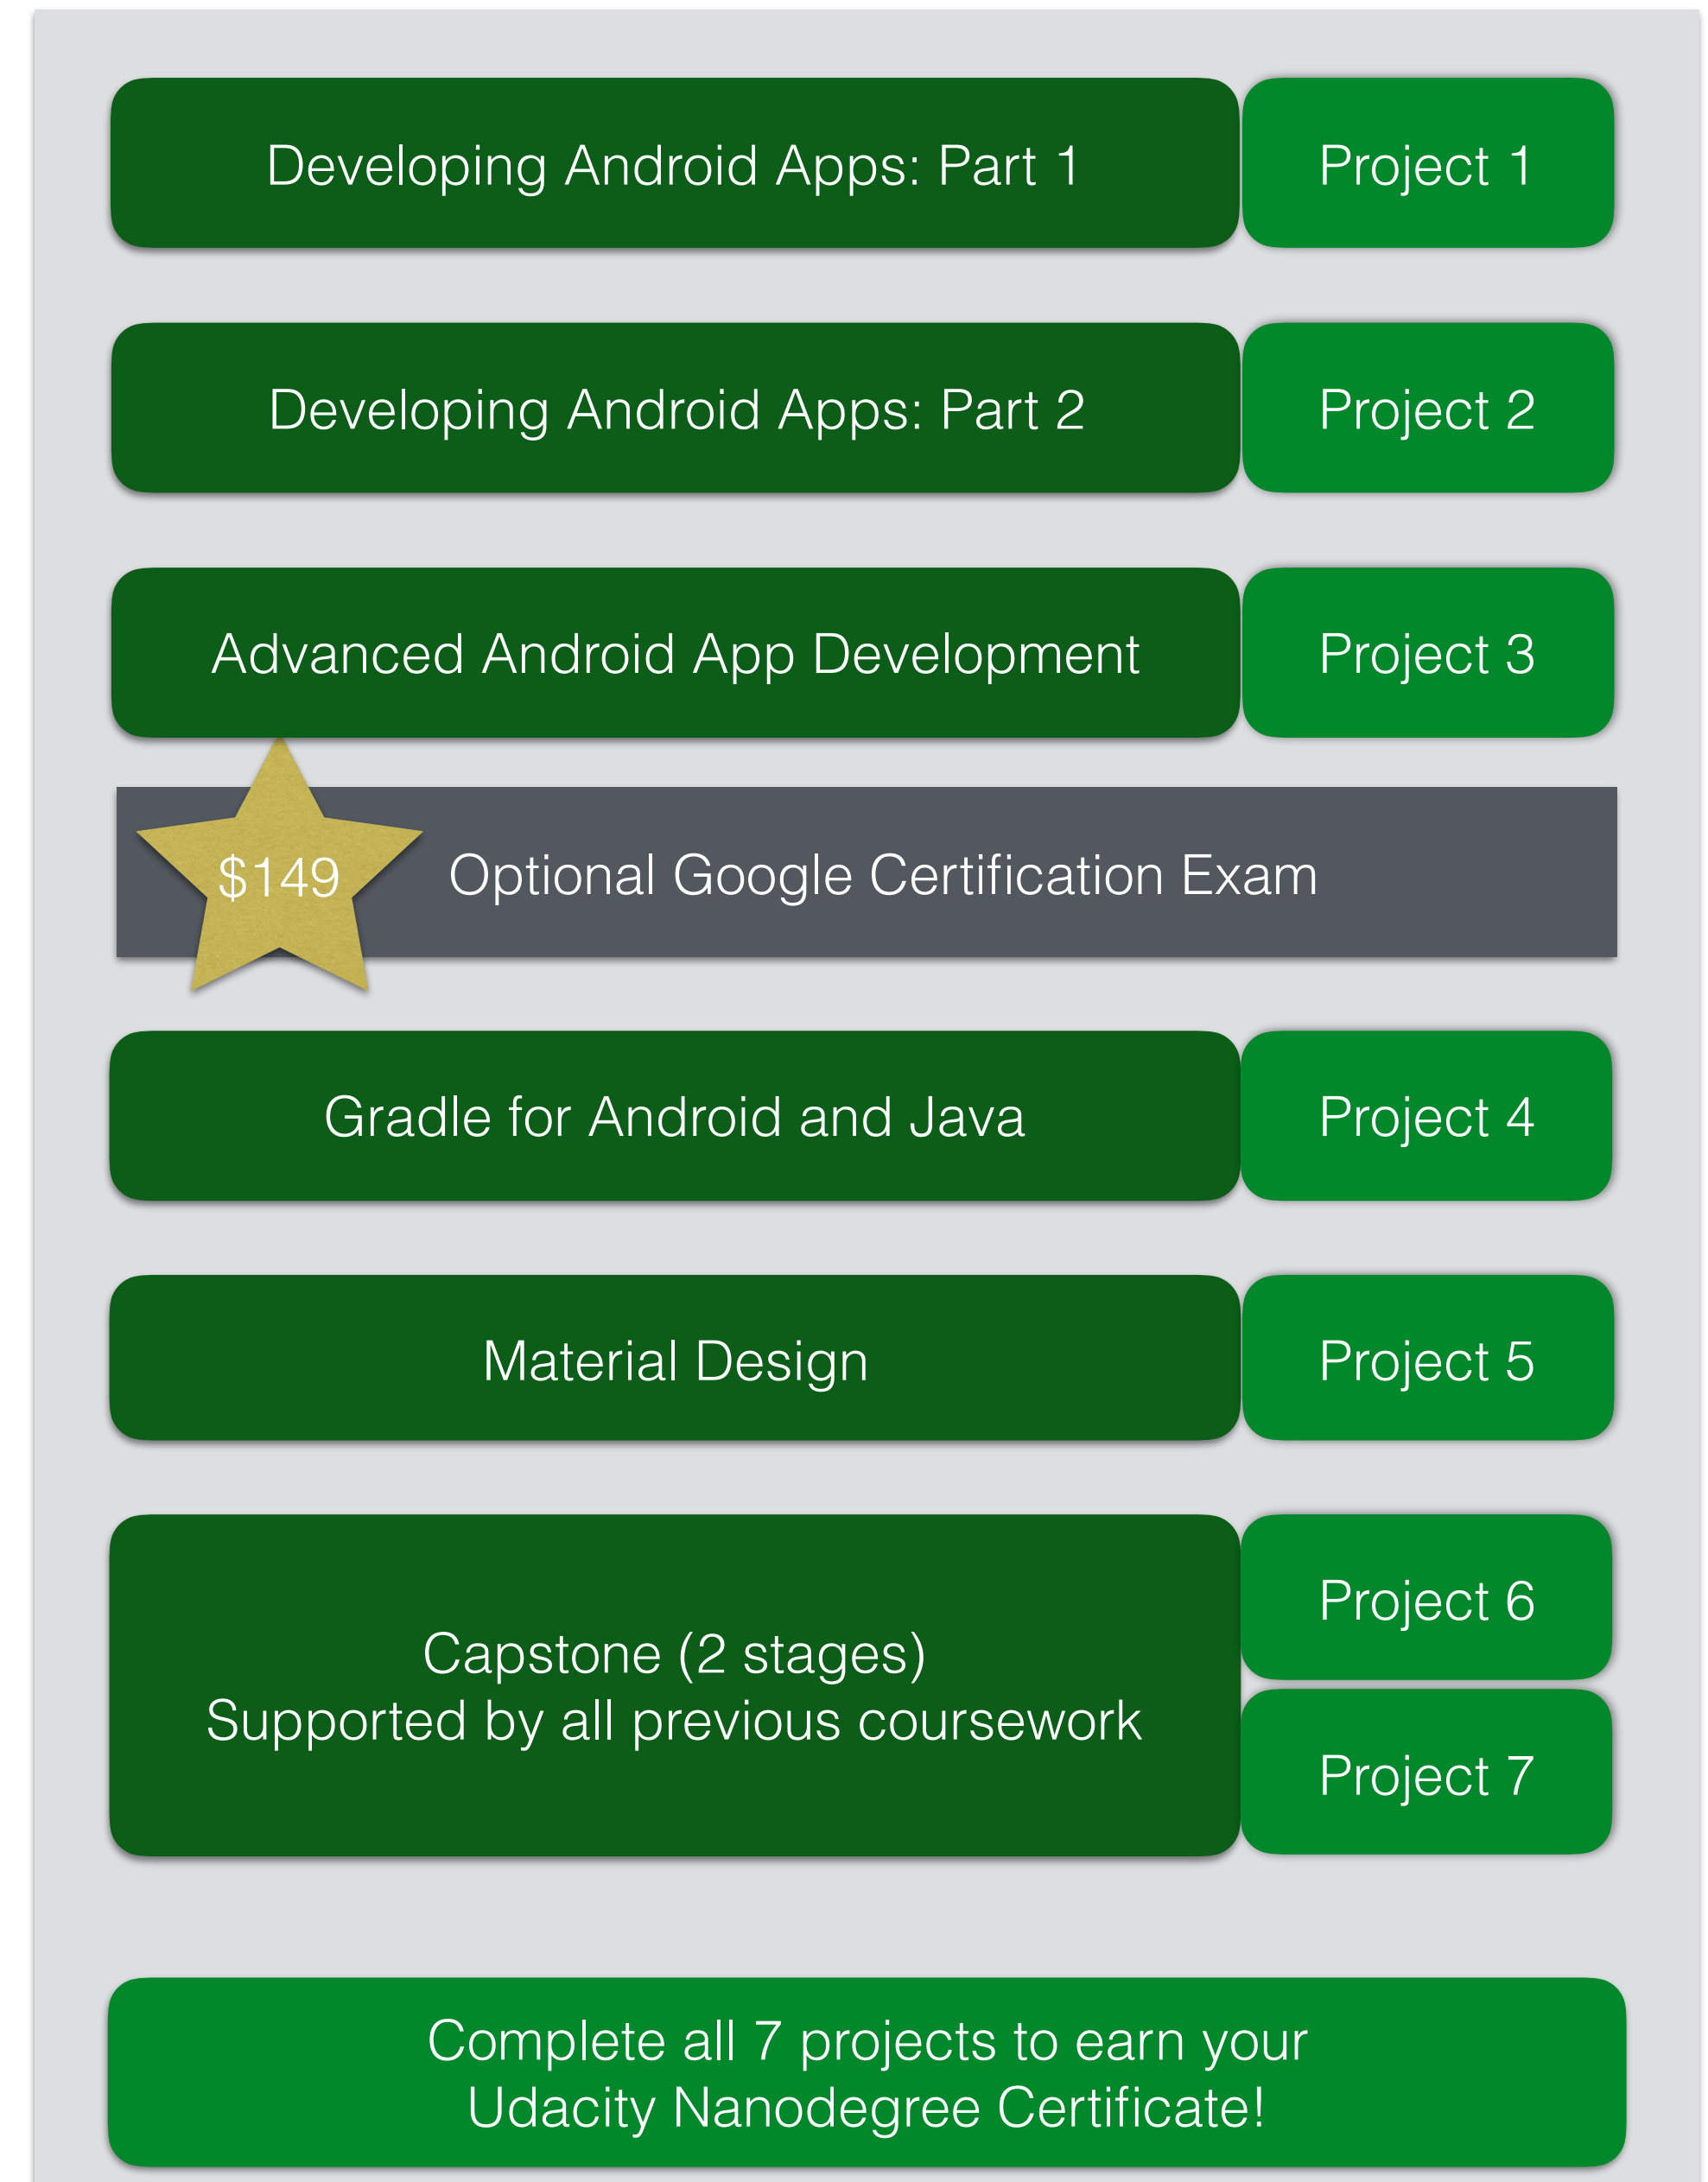 Developing Android Apps: Part 1
Project 1
Developing Android Apps: Part 2
Project 2
Advanced Android App Development
Project 3
$149
Optional Google Certification Exam
Gradle for Android and Java
Project 4
Material Design
Project 5
Capstone (2 stages)
Supported by all previous coursework
Project 6
Project 7
Complete all 7 projects to earn your
Udacity Nanodegree Certificate!